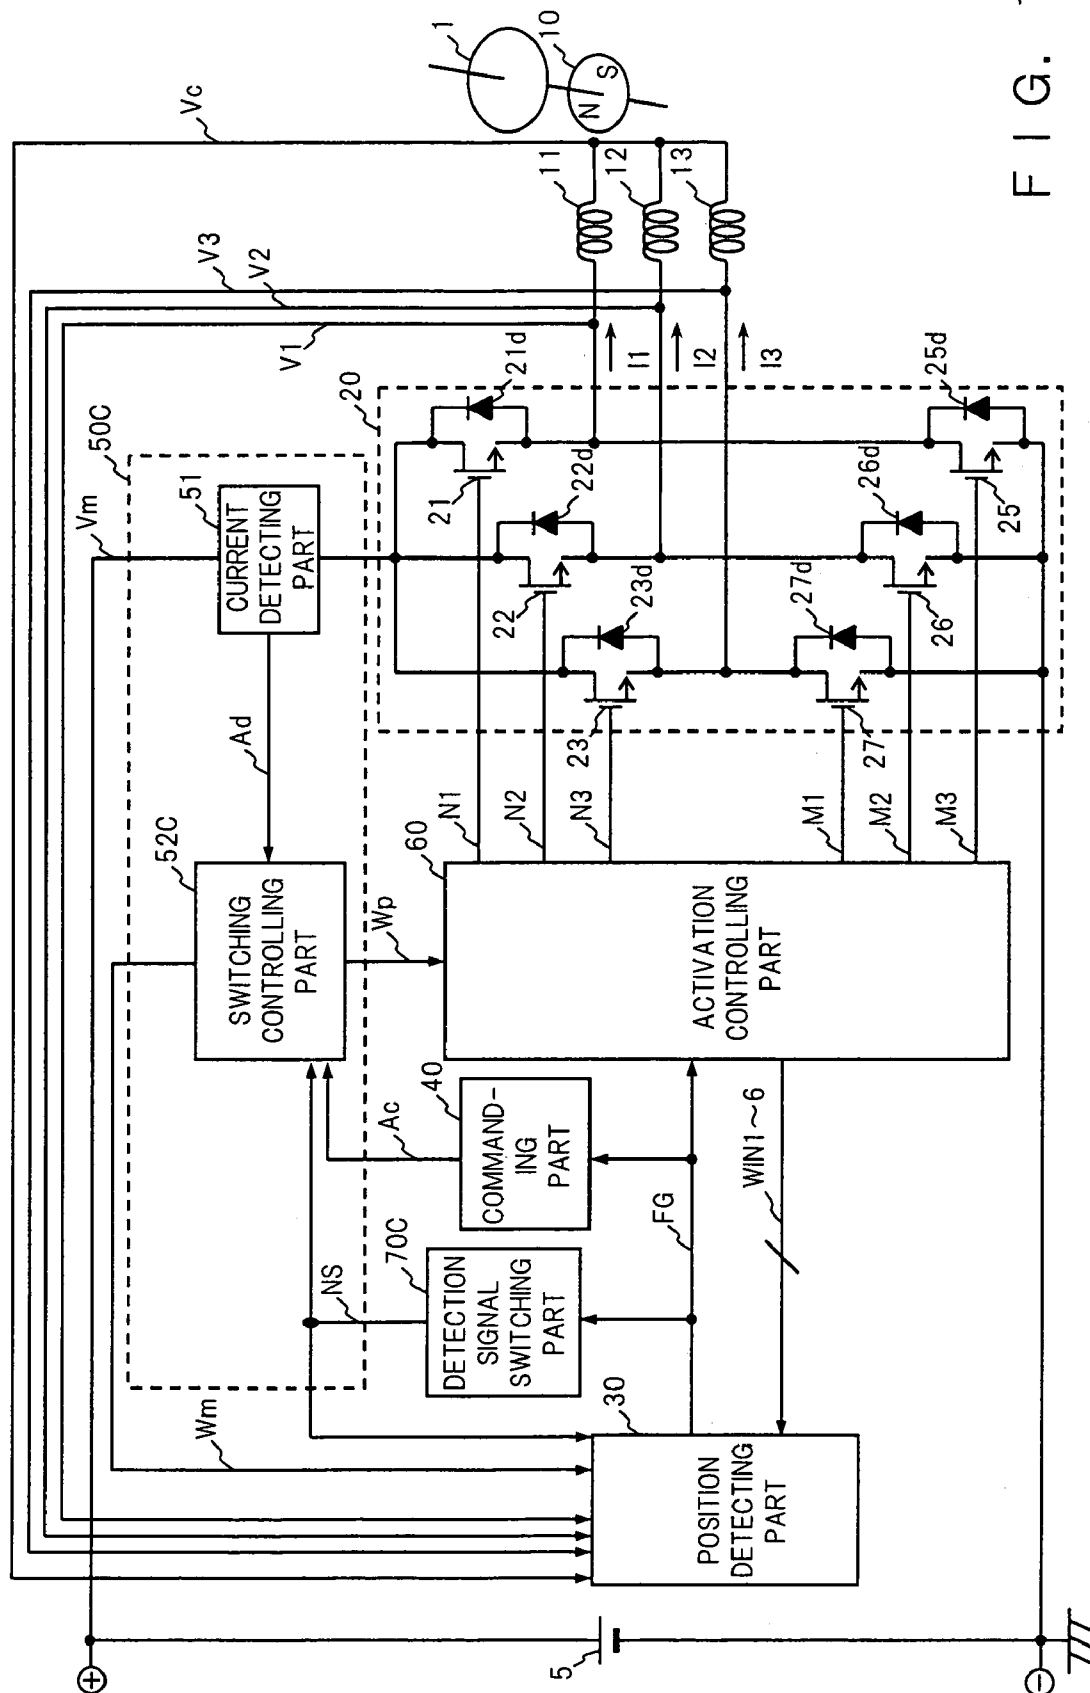 Vc
V3
V2
V1
Vm
50C
51
CURRENT
DETECTING
PART
Ad
52C
SWITCHING
CONTROLLING
PART
Wm
NS
Ac
Wp
20
21d
22d
23d
21
22
23
25d
26d
27d
25
26
27
I1
I2
I3
11
12
13
1
10
N
S
60
ACTIVATION
CONTROLLING
PART
N1
N2
N3
M1
M2
M3
40
COMMAND-
ING
PART
70C
DETECTION
SIGNAL
SWITCHING
PART
FG
WIN1~6
30
POSITION
DETECTING
PART
5
+
−
FIG.